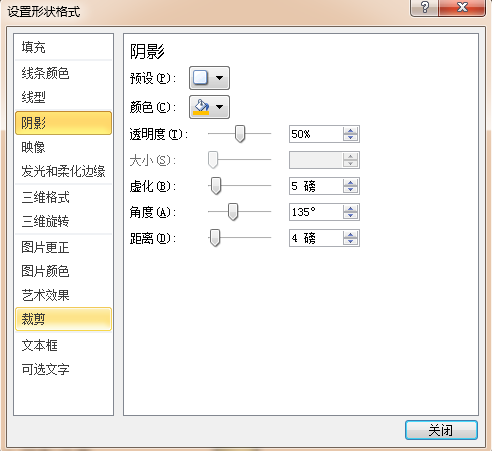 设置形状格式
填充
线条颜色
线型
阴影
映像
发光和柔化边缘
三维格式
三维旋转
图片更正
图片颜色
艺术效果
裁剪
文本框
可选文字
阴影
预设(P):
颜色(C):
透明度(T): 50%
大小(S):
虚化(B): 5 磅
角度(A): 135°
距离(D): 4 磅
关闭